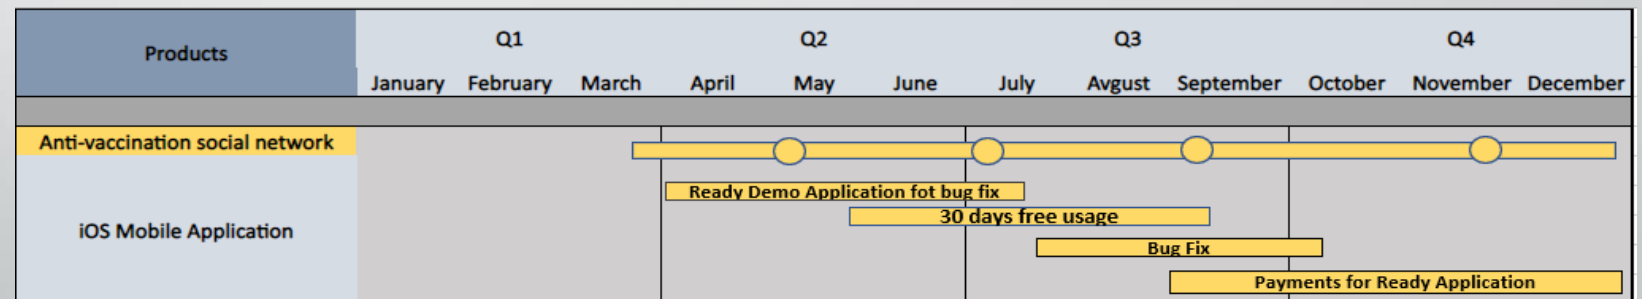 Products
Q1 Q2 Q3 Q4
January February March April May June July Avgust September October November December
Anti-vaccination social network
iOS Mobile Application
Ready Demo Application fot bug fix
30 days free usage
Bug Fix
Payments for Ready Application